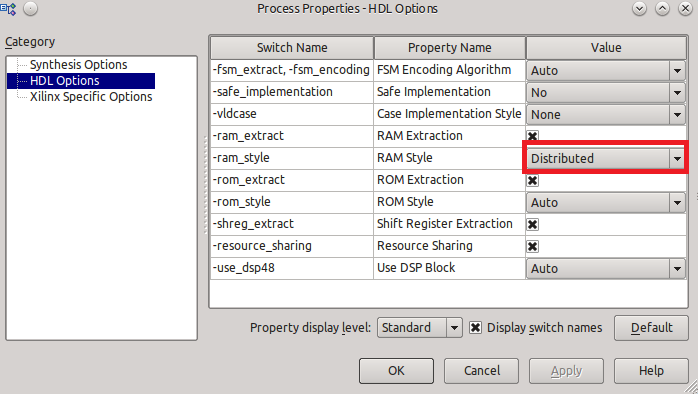 Process Properties - HDL Options
Category
Synthesis Options
HDL Options
Xilinx Specific Options
Switch Name Property Name Value
-fsm_extract, -fsm_encoding FSM Encoding Algorithm Auto
-safe_implementation Safe Implementation No
-vlgcase Case Implementation Style None
-ram_extract RAM Extraction
-ram_style RAM Style Distributed
-rom_extract ROM Extraction
-rom_style ROM Style Auto
-shreg_extract Shift Register Extraction
-resource_sharing Resource Sharing
-use_dsp48 Use DSP Block Auto
Property display level: Standard Display switch names Default
OK Cancel Apply Help